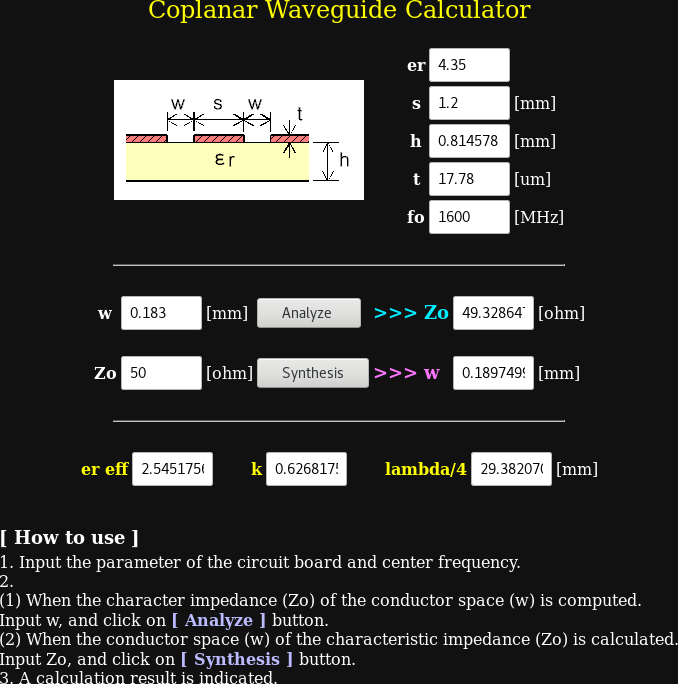 Coplanar Waveguide Calculator
w s w t
εr h
er 4.35
s 1.2 [mm]
h 0.814578 [mm]
t 17.78 [um]
fo 1600 [MHz]
w 0.183 [mm] Analyze >>> Zo 49.328647 [ohm]
Zo 50 [ohm] Synthesis >>> w 0.1897499 [mm]
er eff 2.5451756 k 0.6268175 lambda/4 29.382070 [mm]
[ How to use ]
1. Input the parameter of the circuit board and center frequency.
2.
(1) When the character impedance (Zo) of the conductor space (w) is computed.
Input w, and click on [ Analyze ] button.
(2) When the conductor space (w) of the characteristic impedance (Zo) is calculated.
Input Zo, and click on [ Synthesis ] button.
3. A calculation result is indicated.